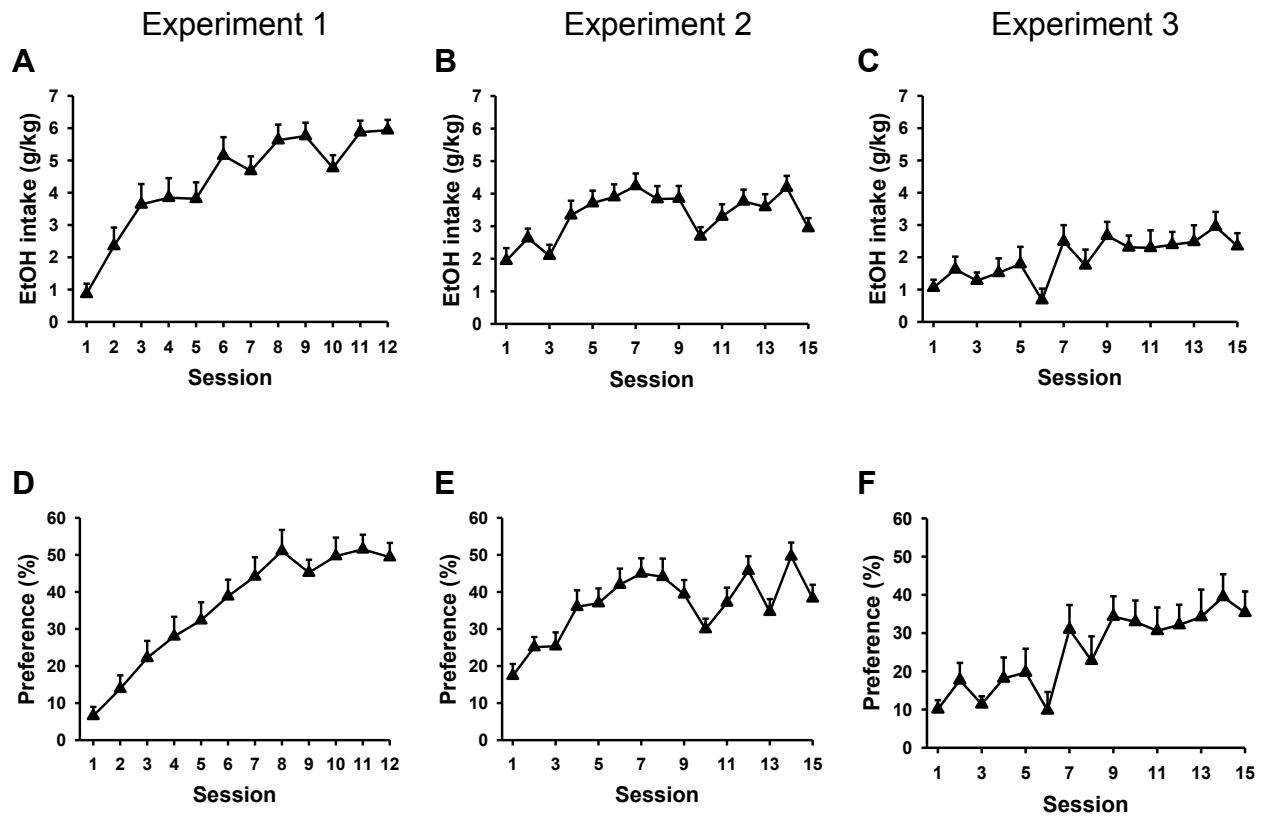 Experiment 1
Experiment 2
Experiment 3
A
B
C
7
6
5
4
3
2
1
0
EtOH intake (g/kg)
1 2 3 4 5 6 7 8 9 10 11 12
Session
7
6
5
4
3
2
1
0
EtOH intake (g/kg)
1 3 5 7 9 11 13 15
Session
7
6
5
4
3
2
1
0
EtOH intake (g/kg)
1 3 5 7 9 11 13 15
Session
D
E
F
60
50
40
30
20
10
0
Preference (%)
1 2 3 4 5 6 7 8 9 10 11 12
Session
60
50
40
30
20
10
0
Preference (%)
1 3 5 7 9 11 13 15
Session
60
50
40
30
20
10
0
Preference (%)
1 3 5 7 9 11 13 15
Session